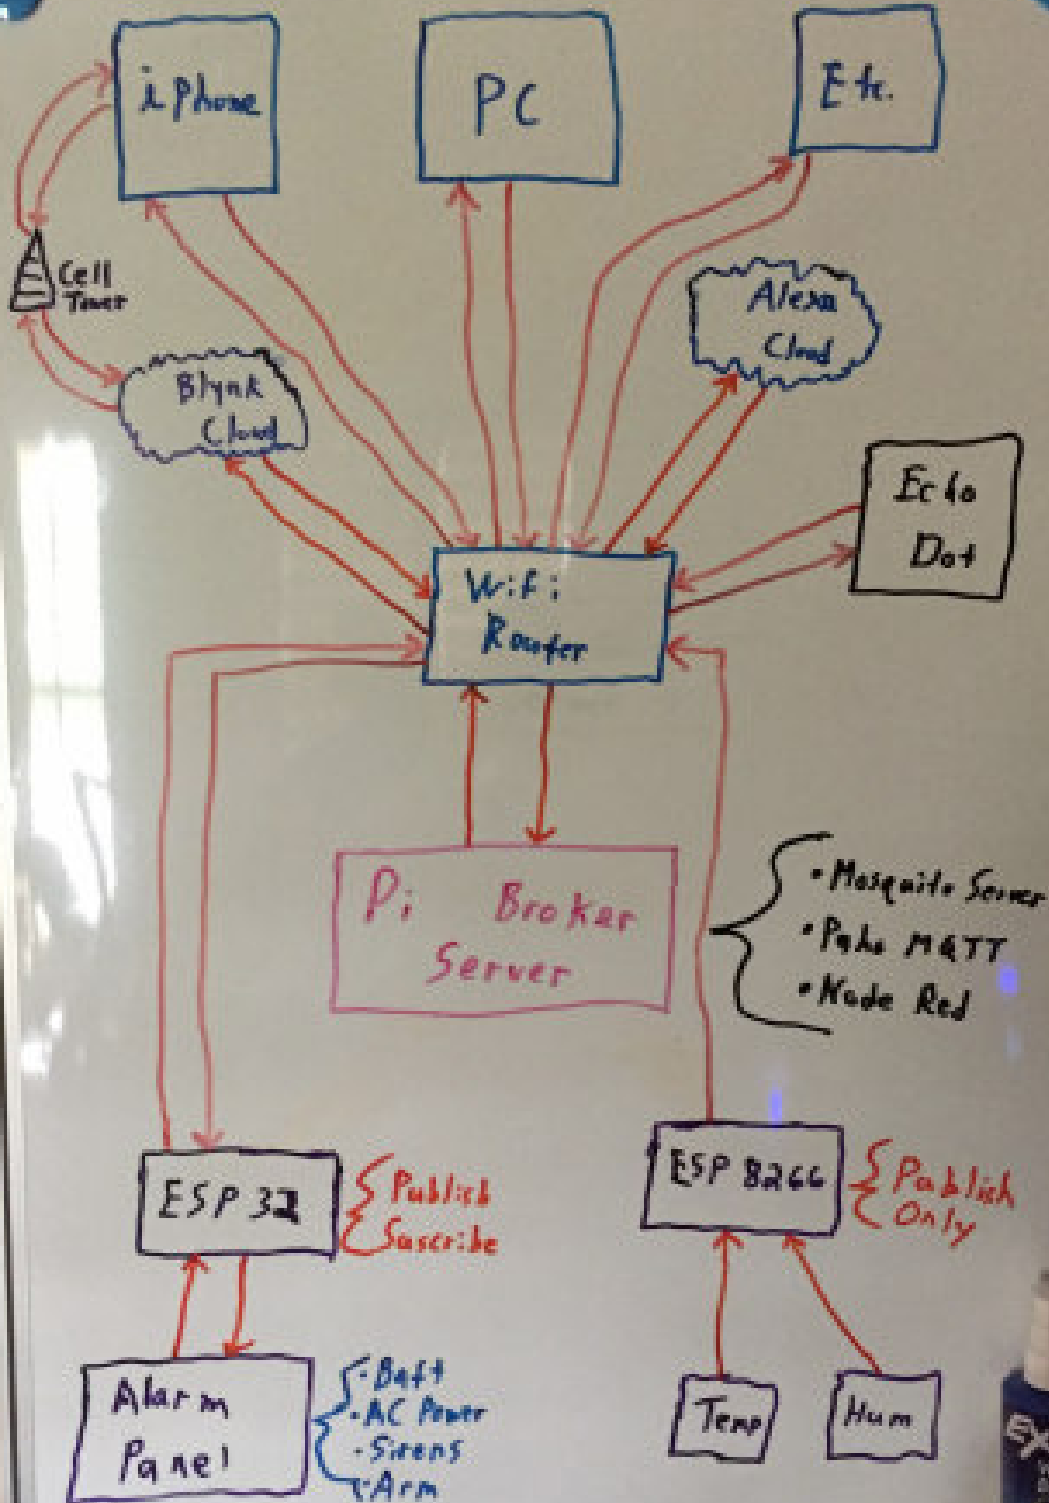 iPhone
PC
Etc.
Cell
Tower
Alexa
Cloud
Blynk
Cloud
Echo
Dot
Wifi
Router
Pi Broker
Server
• Mosquito Server
• Paho MQTT
• Node Red
ESP 32
Publish
Suscribe
ESP 8266
Publish
Only
Alarm
Panel
· Batt
· AC Power
· Sirens
· Arm
Temp
Hum